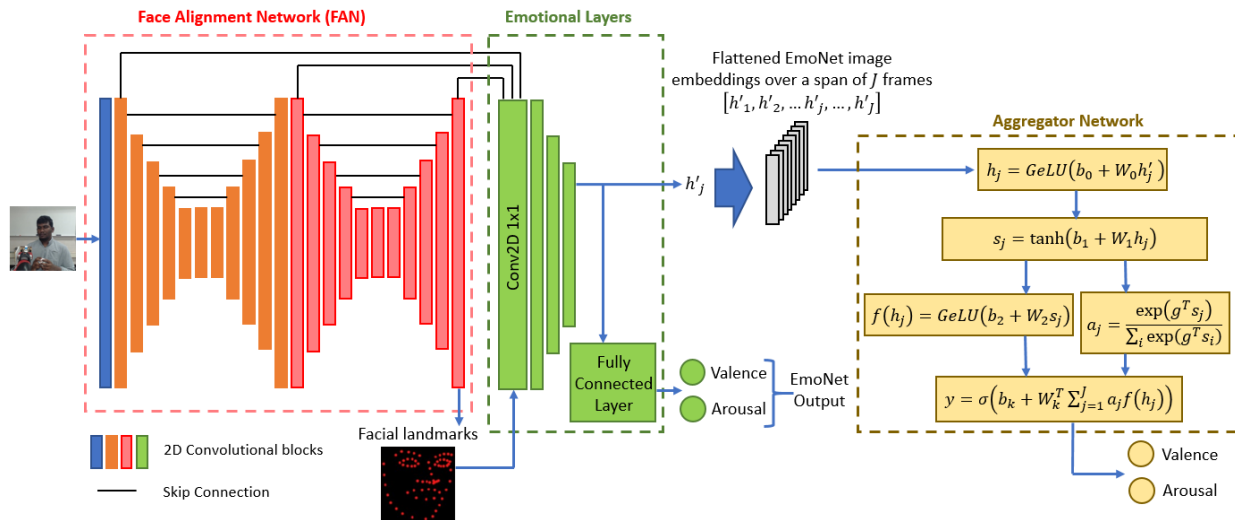 Face Alignment Network (FAN)
Emotional Layers
Flattened EmoNet image
embeddings over a span of J frames
[h'₁, h'₂, … h'ⱼ, … , h'_J]
Aggregator Network
hⱼ = GeLU(b₀ + W₀h'ⱼ)
Conv2D 1x1
h'ⱼ
sⱼ = tanh(b₁ + W₁hⱼ)
f(hⱼ) = GeLU(b₂ + W₂sⱼ)
aⱼ = exp(gᵀsⱼ) / ∑ᵢ exp(gᵀsᵢ)
Fully
Connected
Layer
Valence
Arousal
EmoNet
Output
y = σ(bₖ + Wₖᵀ ∑ⱼ₌₁ᴶ aⱼf(hⱼ))
Facial landmarks
2D Convolutional blocks
Skip Connection
Valence
Arousal